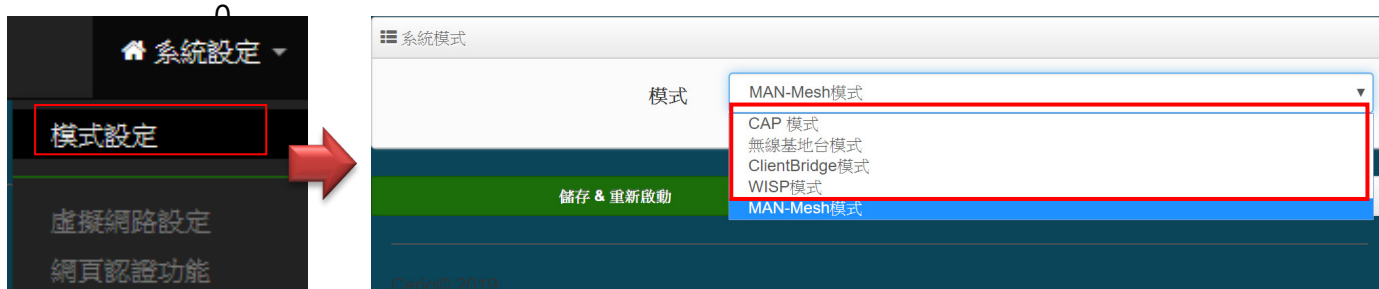 系統設定
模式設定
虛擬網路設定
網頁認證功能
系統模式
模式
MAN-Mesh模式
CAP 模式
無線基地台模式
ClientBridge模式
WISP模式
MAN-Mesh模式
儲存 & 重新啟動